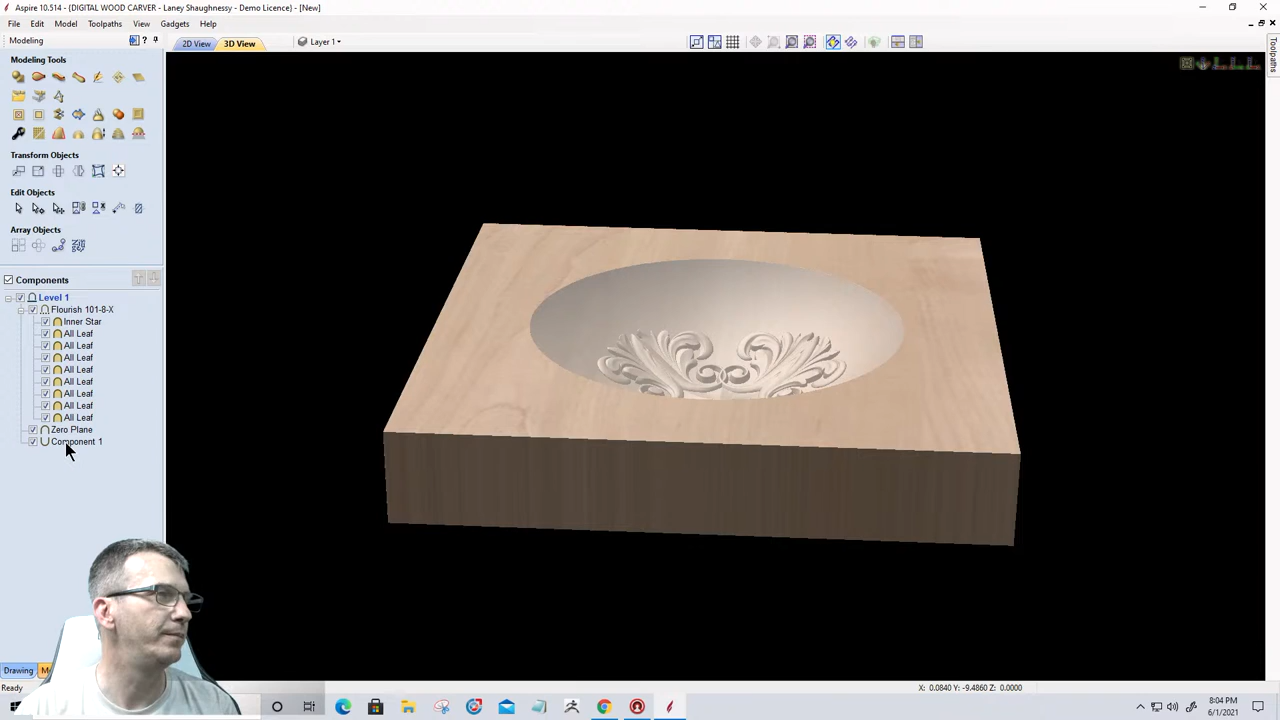 Aspire 10.514 - (DIGITAL WOOD CARVER) - Laney Shaughnessy - Demo Licence) - [New]
File Edit Model Toolpaths View Gadgets Help
Modeling
2D View
3D View
Layer 1
Toolpaths
Modeling Tools
Transform Objects
Edit Objects
Array Objects
Components
Level 1
Flourish 101-8-X
Inner Star
All Leaf
All Leaf
All Leaf
All Leaf
All Leaf
All Leaf
All Leaf
All Leaf
Zero Plane
Component 1
Drawing
Ready
X: 0.0840 Y: -9.4860 Z: 0.0000
8:04 PM
6/1/2021